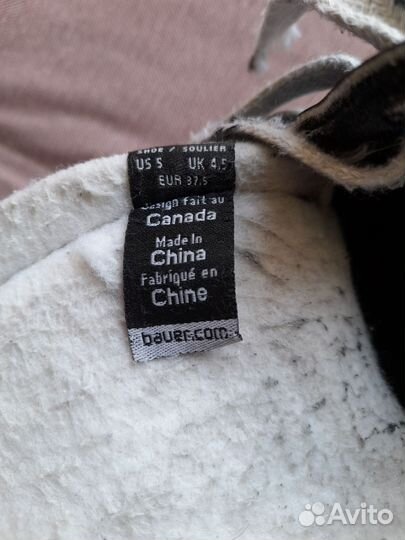 SHOE / SOULIER
US 5 UK 4,5
EUR 37.5
Design fait au
Canada
Made In
China
Fabriqué en
Chine
bauer.com
Avito